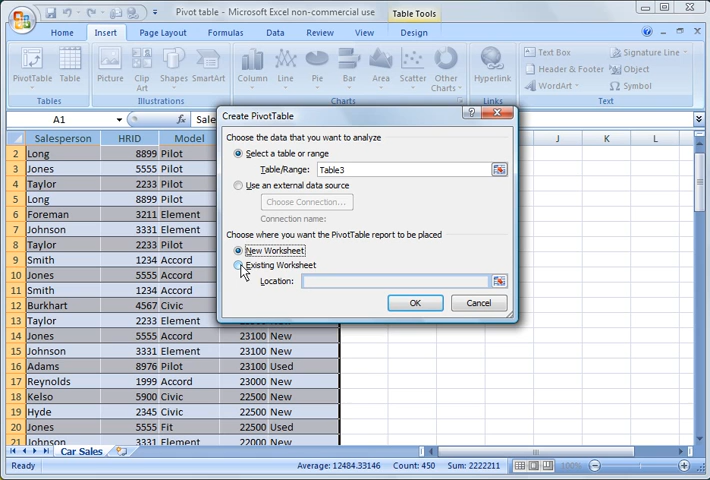 Pivot table - Microsoft Excel non-commercial use
Table Tools
Home Insert Page Layout Formulas Data Review View Design
PivotTable Table Picture Clip Art Shapes SmartArt Column Line Pie Bar Area Scatter Other Charts Hyperlink
Text Box
Header & Footer
WordArt
Signature Line
Object
Symbol
Tables Illustrations Charts Links Text
A1 fx Sale
Salesperson HRID Model J K L
2 Long 8899 Pilot
3 Jones 5555 Pilot
4 Taylor 2233 Pilot
5 Long 8899 Pilot
6 Foreman 3211 Element
7 Johnson 3331 Element
8 Taylor 2233 Pilot
9 Smith 1234 Accord
10 Jones 5555 Accord
11 Smith 1234 Accord
12 Burkhart 4567 Civic
13 Taylor 2233 Element
14 Jones 5555 Accord 23100 New
15 Johnson 3331 Element 23100 New
16 Adams 8976 Pilot 23100 Used
17 Reynolds 1999 Accord 23000 New
18 Kelso 5900 Civic 22500 New
19 Hyde 2345 Civic 22500 New
20 Jones 5555 Fit 22500 Used
21 Johnson 3331 Element 22000 New
Create PivotTable
Choose the data that you want to analyze
Select a table or range
Table/Range: Table3
Use an external data source
Choose Connection...
Connection name:
Choose where you want the PivotTable report to be placed
New Worksheet
Existing Worksheet
Location:
OK Cancel
Car Sales
Ready Average: 12484.33146 Count: 450 Sum: 2222211 100%